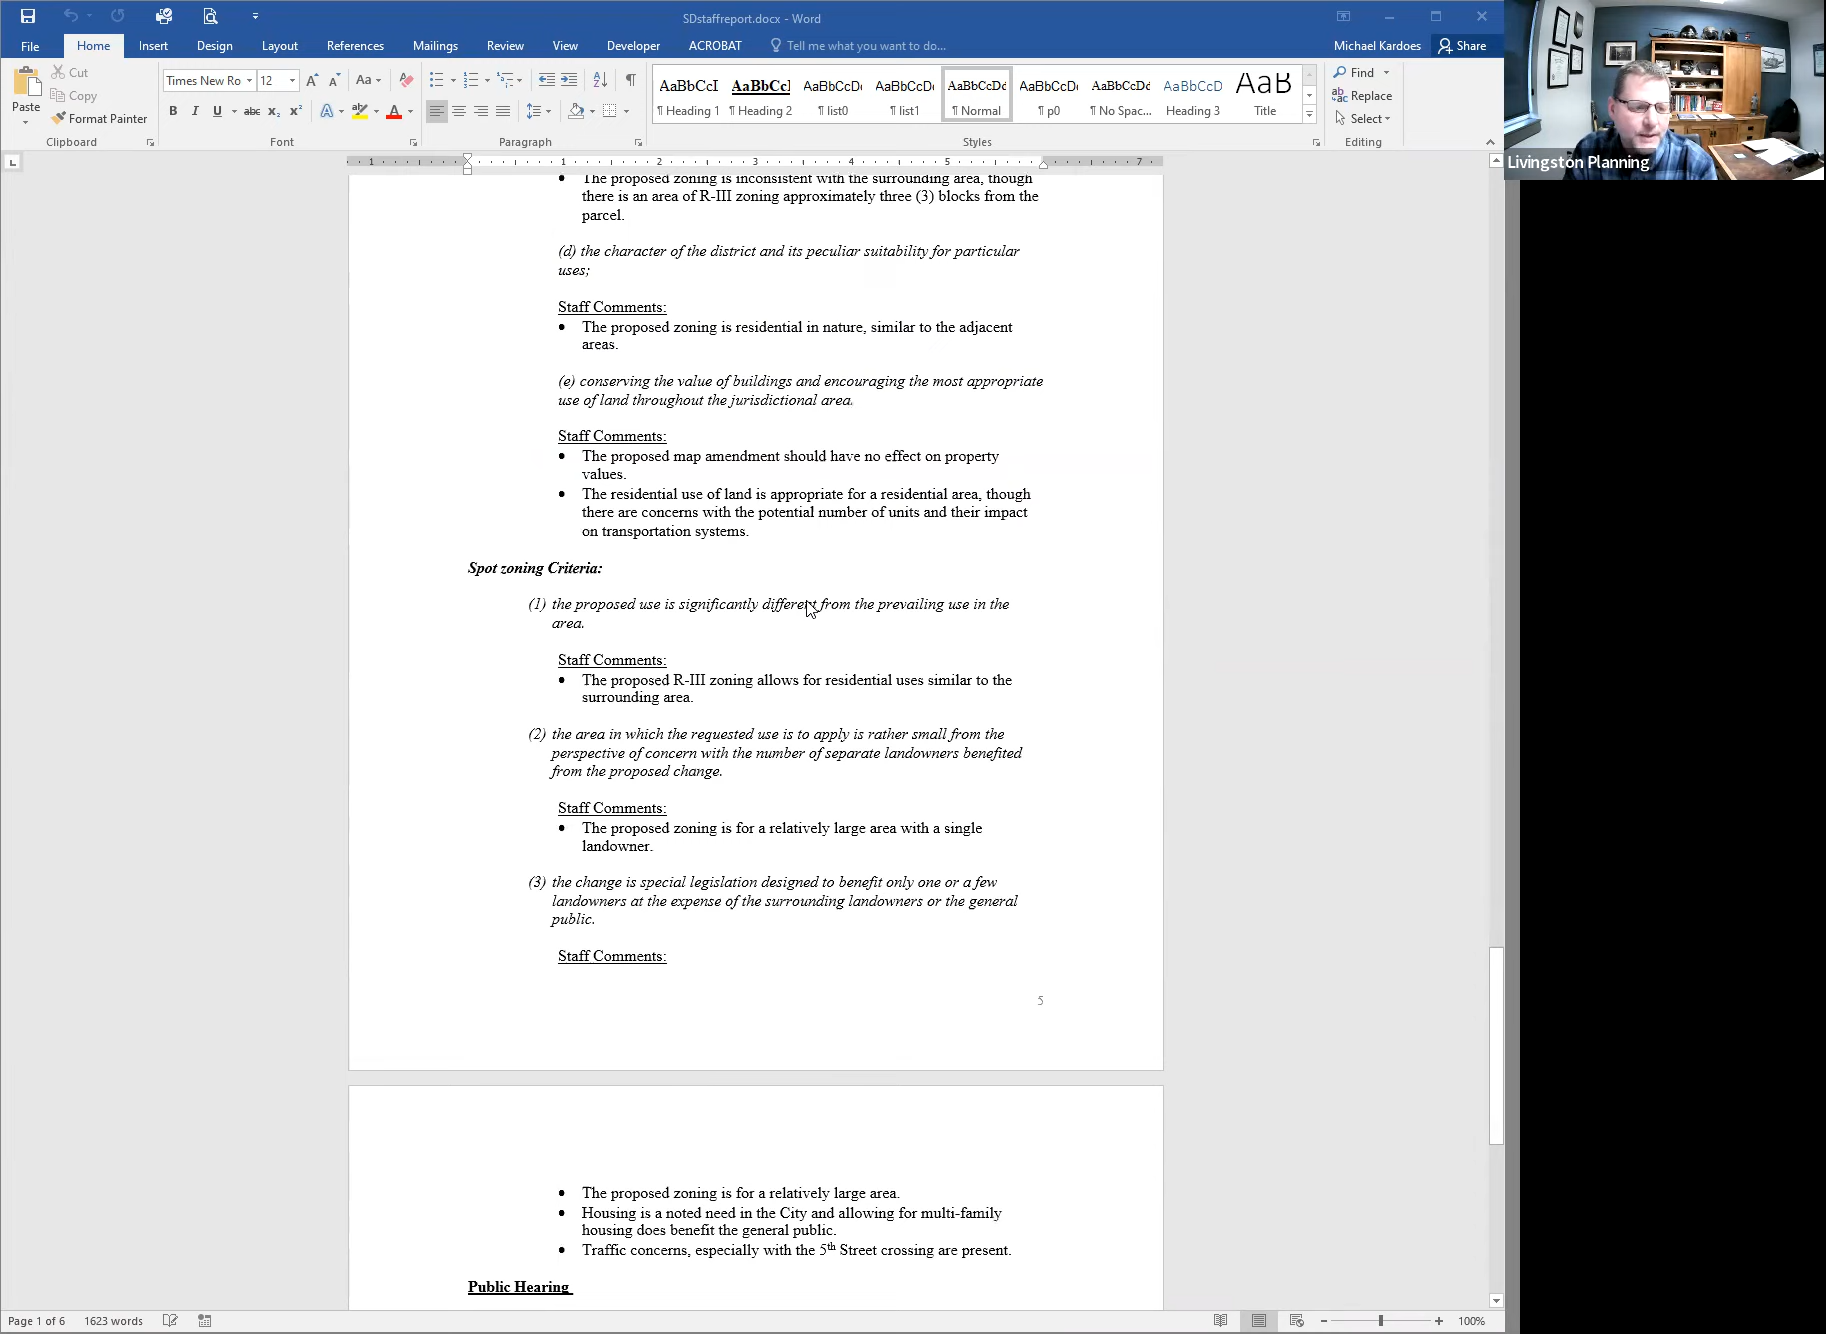 SDstaffreport.docx - Word
File Home Insert Design Layout References Mailings Review View Developer ACROBAT Tell me what you want to do... Michael Kardoes Share
Paste
Cut
Copy
Format Painter
Clipboard
Times New Ro 12
Font
Paragraph
AaBbCcI AaBbCcI AaBbCcDc AaBbCcDc AaBbCcDd AaBbCcDc AaBbCcDd AaBbCcD AaB
¶ Heading 1 ¶ Heading 2 ¶ list0 ¶ list1 ¶ Normal ¶ p0 ¶ No Spac... Heading 3 Title
Styles
Find
Replace
Select
Editing
Livingston Planning
1 1 2 3 4 5 7
• The proposed zoning is inconsistent with the surrounding area, though
there is an area of R-III zoning approximately three (3) blocks from the
parcel.
(d) the character of the district and its peculiar suitability for particular
uses;
Staff Comments:
• The proposed zoning is residential in nature, similar to the adjacent
areas.
(e) conserving the value of buildings and encouraging the most appropriate
use of land throughout the jurisdictional area.
Staff Comments:
• The proposed map amendment should have no effect on property
values.
• The residential use of land is appropriate for a residential area, though
there are concerns with the potential number of units and their impact
on transportation systems.
Spot zoning Criteria:
(1) the proposed use is significantly different from the prevailing use in the
area.
Staff Comments:
• The proposed R-III zoning allows for residential uses similar to the
surrounding area.
(2) the area in which the requested use is to apply is rather small from the
perspective of concern with the number of separate landowners benefited
from the proposed change.
Staff Comments:
• The proposed zoning is for a relatively large area with a single
landowner.
(3) the change is special legislation designed to benefit only one or a few
landowners at the expense of the surrounding landowners or the general
public.
Staff Comments:
5
• The proposed zoning is for a relatively large area.
• Housing is a noted need in the City and allowing for multi-family
housing does benefit the general public.
• Traffic concerns, especially with the 5th Street crossing are present.
Public Hearing
Page 1 of 6 1623 words 100%